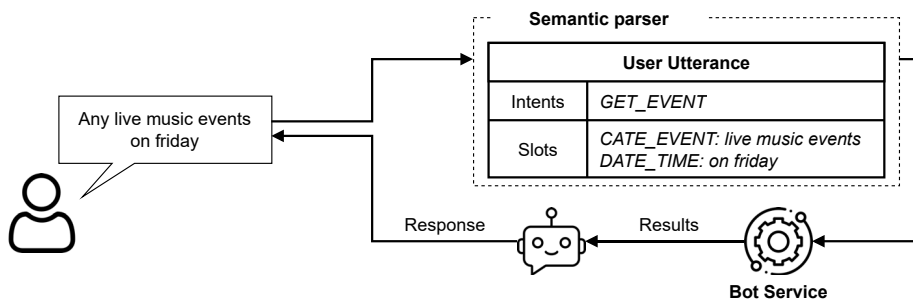 Semantic parser
User Utterance
Intents
GET_EVENT
Slots
CATE_EVENT: live music events
DATE_TIME: on friday
Any live music events
on friday
Response
Results
Bot Service